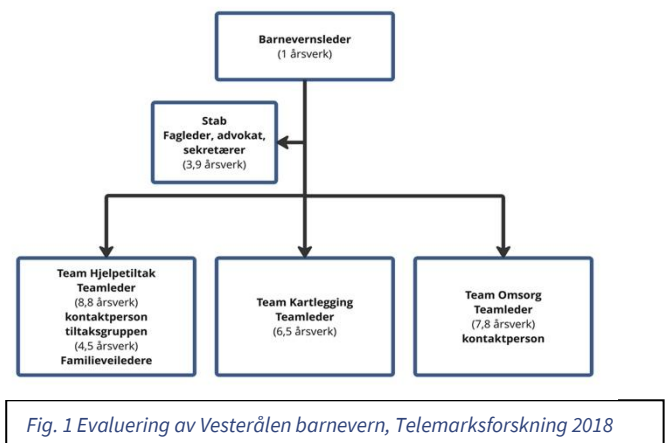 Barnevernsleder
(1 årsverk)
Stab
Fagleder, advokat,
sekretærer
(3,9 årsverk)
Team Hjelpetiltak
Teamleder
(8,8 årsverk)
kontaktperson
tiltaksgruppen
(4,5 årsverk)
Familieveiledere
Team Kartlegging
Teamleder
(6,5 årsverk)
Team Omsorg
Teamleder
(7,8 årsverk)
kontaktperson
Fig. 1 Evaluering av Vesterålen barnevern, Telemarksforskning 2018